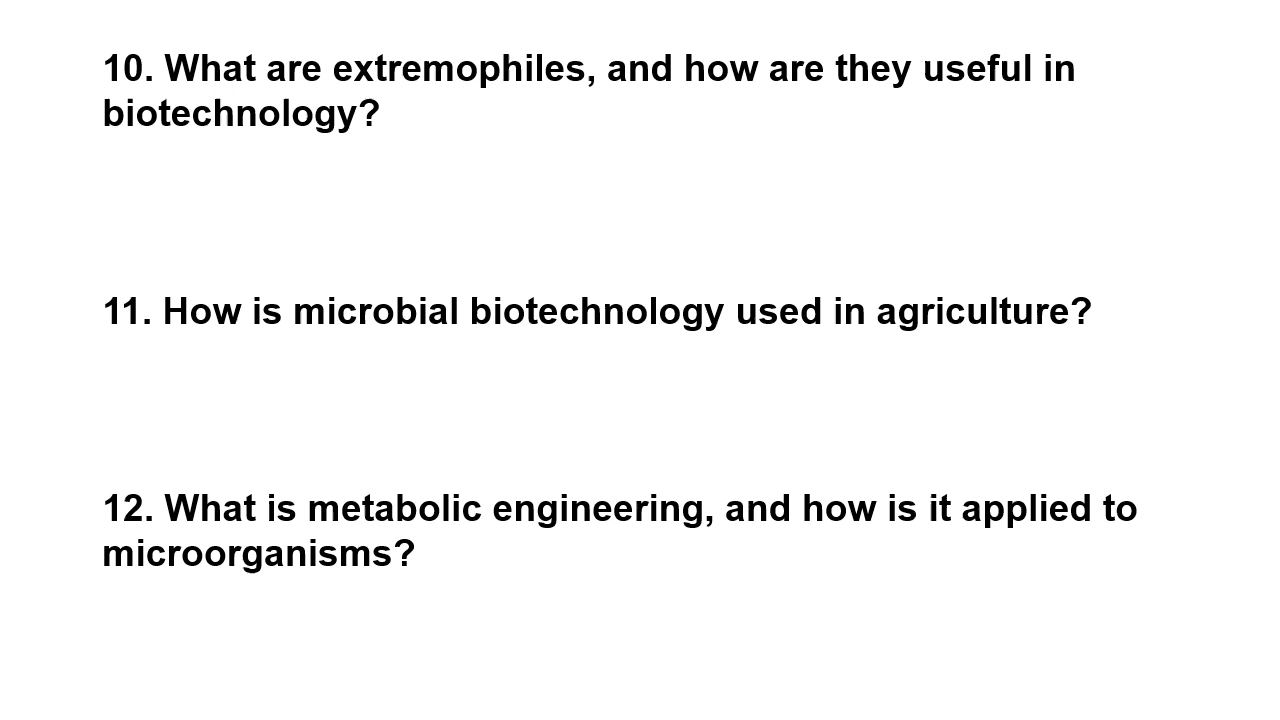 10. What are extremophiles, and how are they useful in
biotechnology?
11. How is microbial biotechnology used in agriculture?
12. What is metabolic engineering, and how is it applied to
microorganisms?